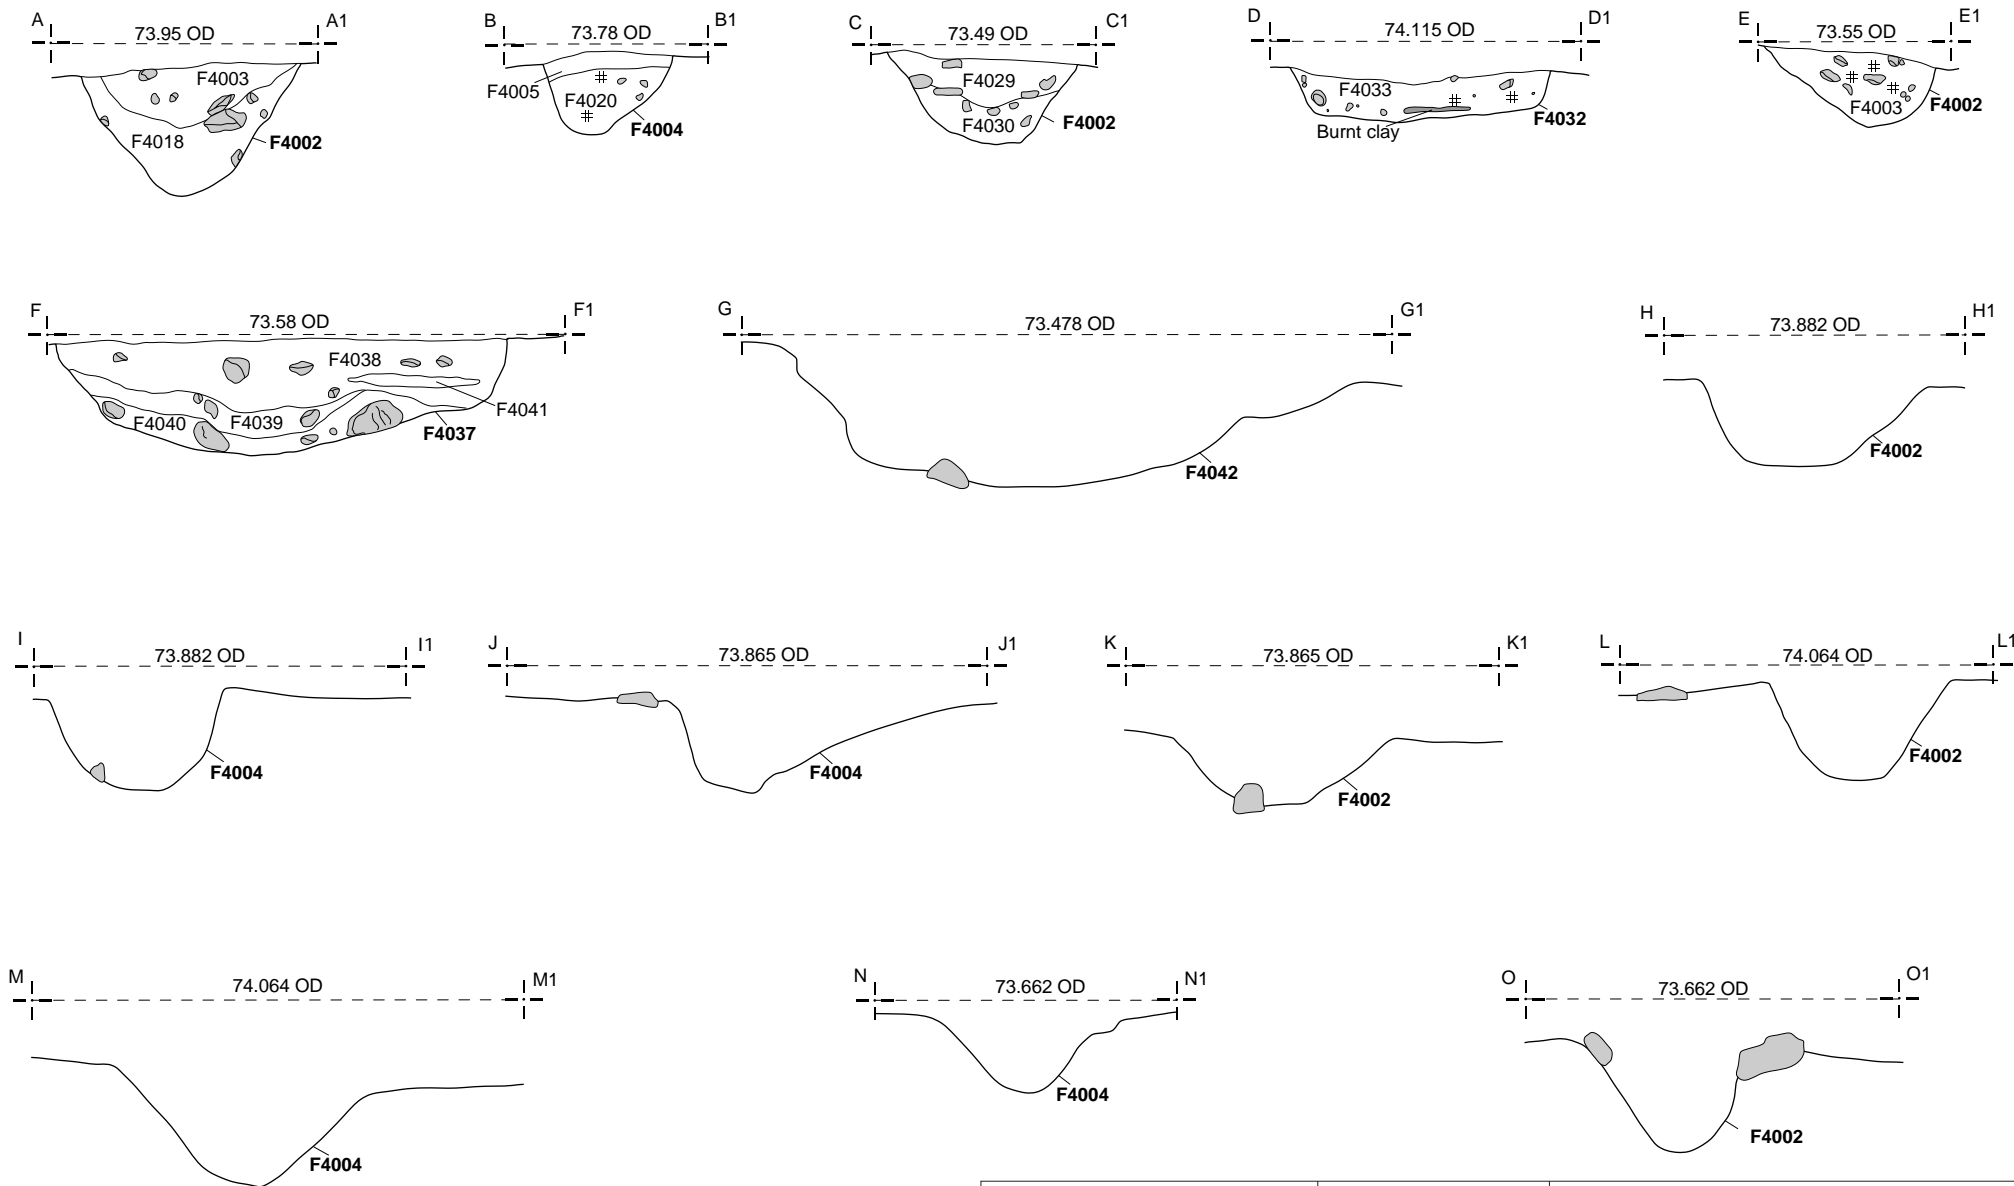 A 73.95 OD A1
F4003
F4018
F4002
B 73.78 OD B1
F4005
F4020
F4004
C 73.49 OD C1
F4029
F4030
F4002
D 74.115 OD D1
F4033
Burnt clay
F4032
E 73.55 OD E1
F4003
F4002
F 73.58 OD F1
F4038
F4041
F4040
F4039
F4037
G 73.478 OD G1
F4042
H 73.882 OD H1
F4002
I 73.882 OD I1
F4004
J 73.865 OD J1
F4004
K 73.865 OD K1
F4002
L 74.064 OD L1
F4002
M 74.064 OD M1
F4004
N 73.662 OD N1
F4004
O 73.662 OD O1
F4002